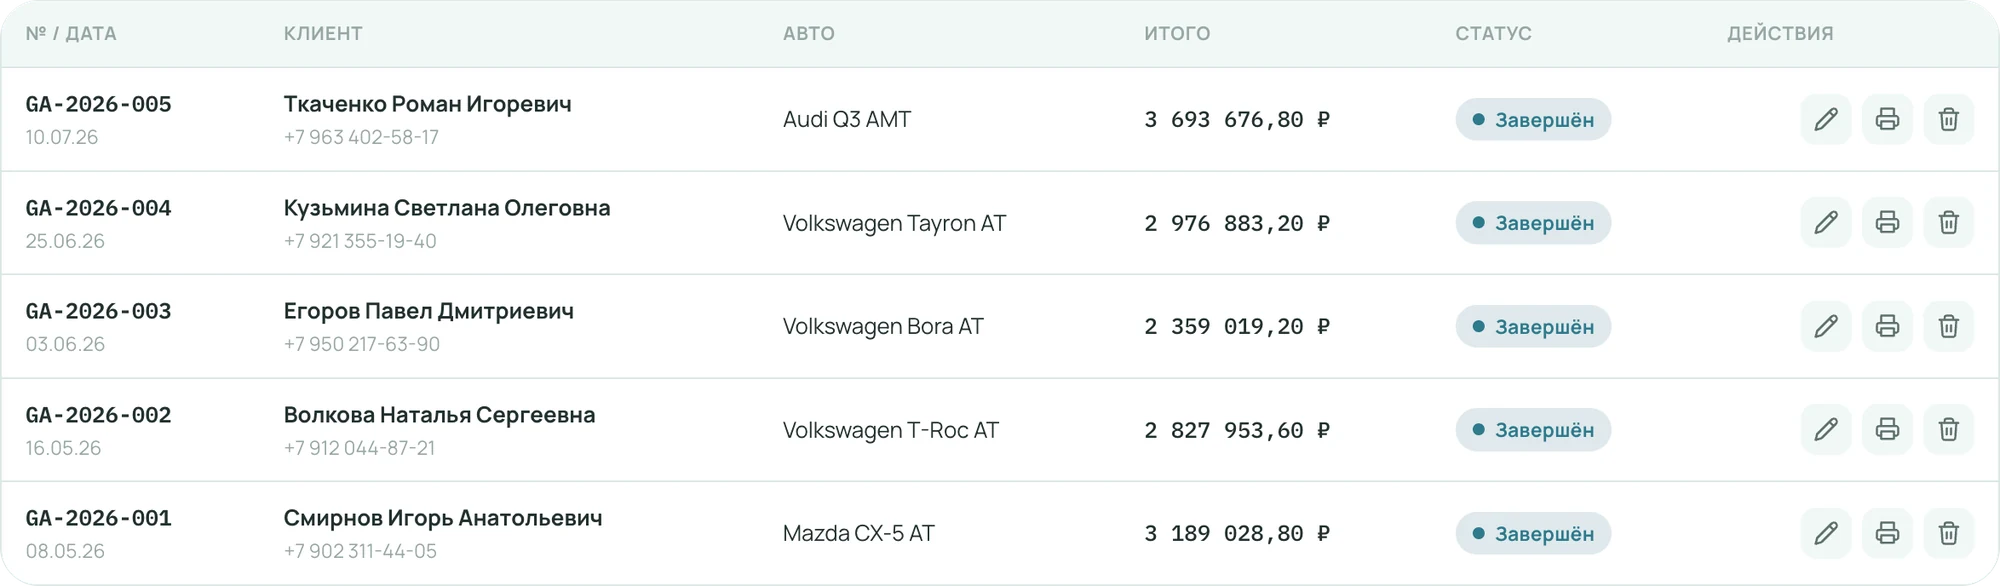 № / ДАТА КЛИЕНТ АВТО ИТОГО СТАТУС ДЕЙСТВИЯ
GA-2026-005 Ткаченко Роман Игоревич Audi Q3 AMT 3 693 676,80 ₽ Завершён
10.07.26 +7 963 402-58-17
GA-2026-004 Кузьмина Светлана Олеговна Volkswagen Tayron AT 2 976 883,20 ₽ Завершён
25.06.26 +7 921 355-19-40
GA-2026-003 Егоров Павел Дмитриевич Volkswagen Bora AT 2 359 019,20 ₽ Завершён
03.06.26 +7 950 217-63-90
GA-2026-002 Волкова Наталья Сергеевна Volkswagen T-Roc AT 2 827 953,60 ₽ Завершён
16.05.26 +7 912 044-87-21
GA-2026-001 Смирнов Игорь Анатольевич Mazda CX-5 AT 3 189 028,80 ₽ Завершён
08.05.26 +7 902 311-44-05